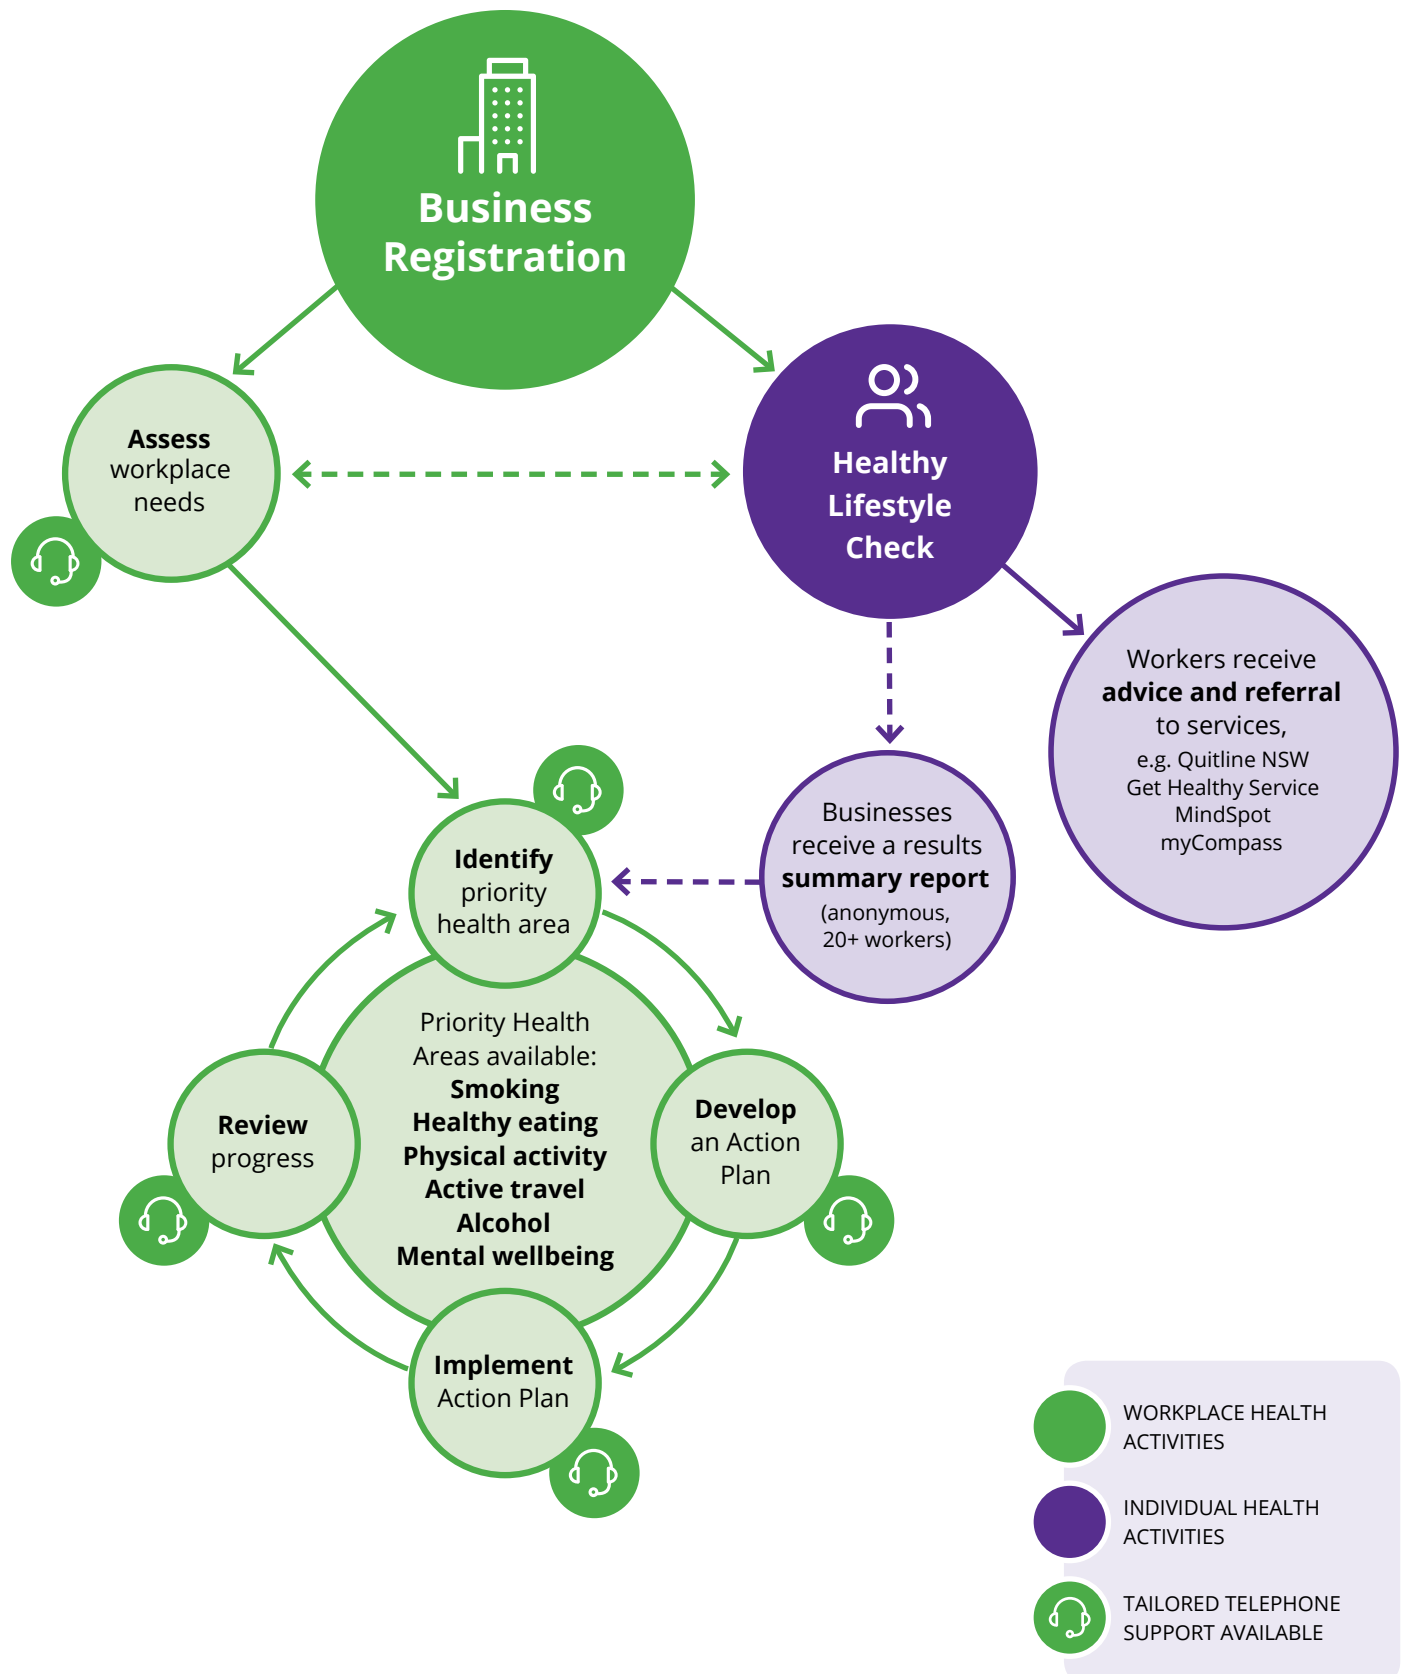 Business
Registration
Assess
workplace
needs
Healthy
Lifestyle
Check
Workers receive
advice and referral
to services,
e.g. Quitline NSW
Get Healthy Service
MindSpot
myCompass
Businesses
receive a results
summary report
(anonymous,
20+ workers)
Identify
priority
health area
Priority Health
Areas available:
Smoking
Healthy eating
Physical activity
Active travel
Alcohol
Mental wellbeing
Develop
an Action
Plan
Review
progress
Implement
Action Plan
WORKPLACE HEALTH
ACTIVITIES
INDIVIDUAL HEALTH
ACTIVITIES
TAILORED TELEPHONE
SUPPORT AVAILABLE